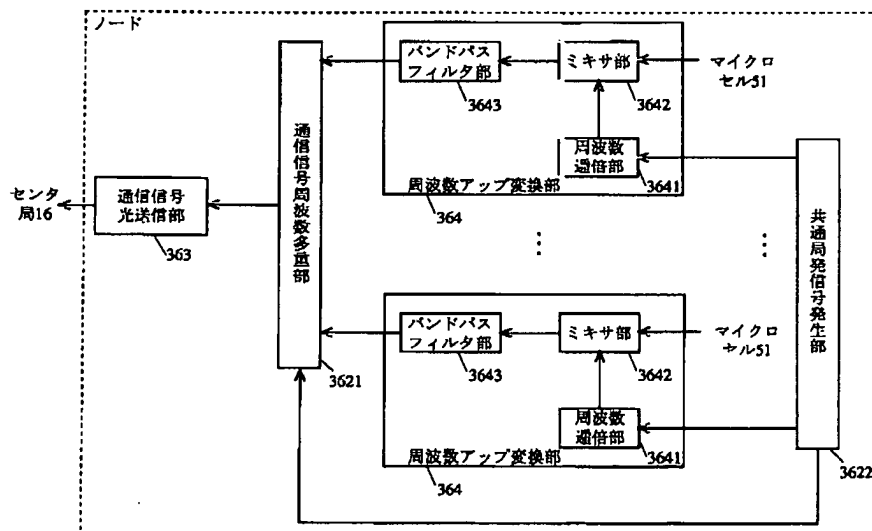 ノード
バンドパス
フィルタ部
3643
ミキサ部
3642
マイクロ
セル51
周波数
逓倍部
3641
周波数アップ変換部
364
通信信号周波数多重部
3621
センタ
局16
通信信号
光送信部
363
共通局発信号発生部
3622
バンドパス
フィルタ部
3643
ミキサ部
3642
マイクロ
セル51
周波数
逓倍部
3641
周波数アップ変換部
364